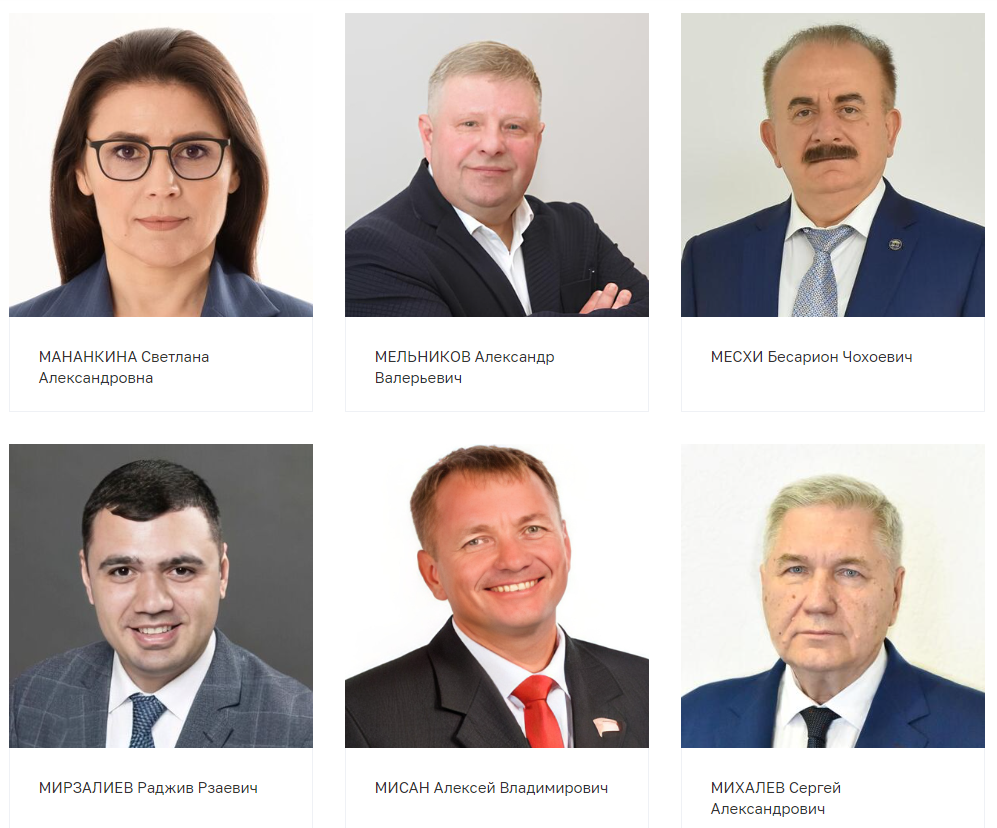 МАНАНКИНА Светлана
Александровна
МЕЛЬНИКОВ Александр
Валерьевич
МЕСХИ Бесарион Чохоевич
МИРЗАЛИЕВ Раджив Рзаевич
МИСАН Алексей Владимирович
МИХАЛЕВ Сергей
Александрович